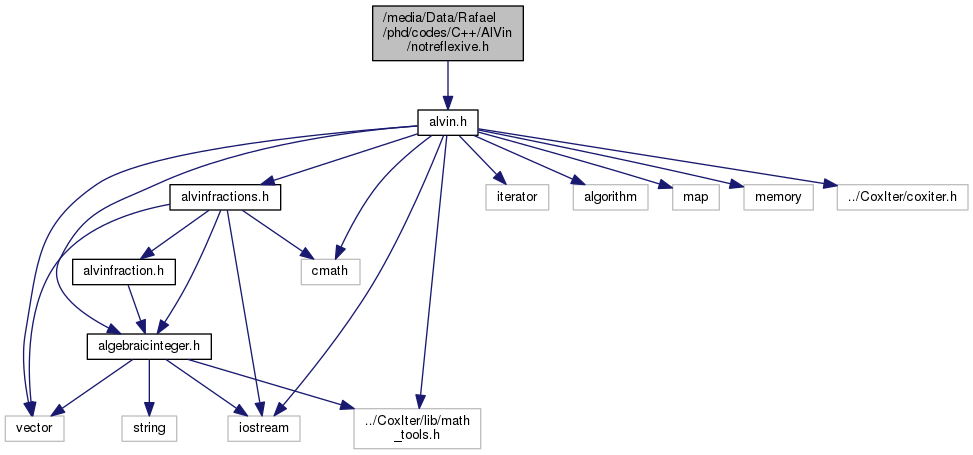 /media/Data/Rafael
/phd/codes/C++/AlVin
/notreflexive.h
alvin.h
alvinfractions.h
iterator
algorithm
map
memory
../CoxIter/coxiter.h
alvinfraction.h
cmath
algebraicinteger.h
vector
string
iostream
../CoxIter/lib/math
_tools.h